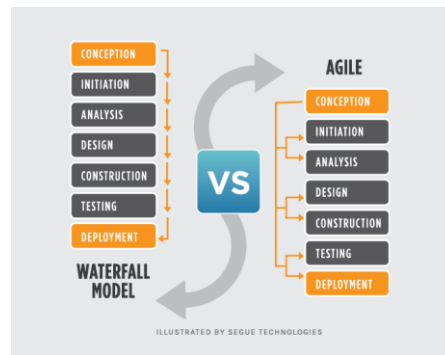 CONCEPTION
INITIATION
ANALYSIS
DESIGN
CONSTRUCTION
TESTING
DEPLOYMENT
WATERFALL
MODEL
VS
AGILE
CONCEPTION
INITIATION
ANALYSIS
DESIGN
CONSTRUCTION
TESTING
DEPLOYMENT
ILLUSTRATED BY SEGUE TECHNOLOGIES